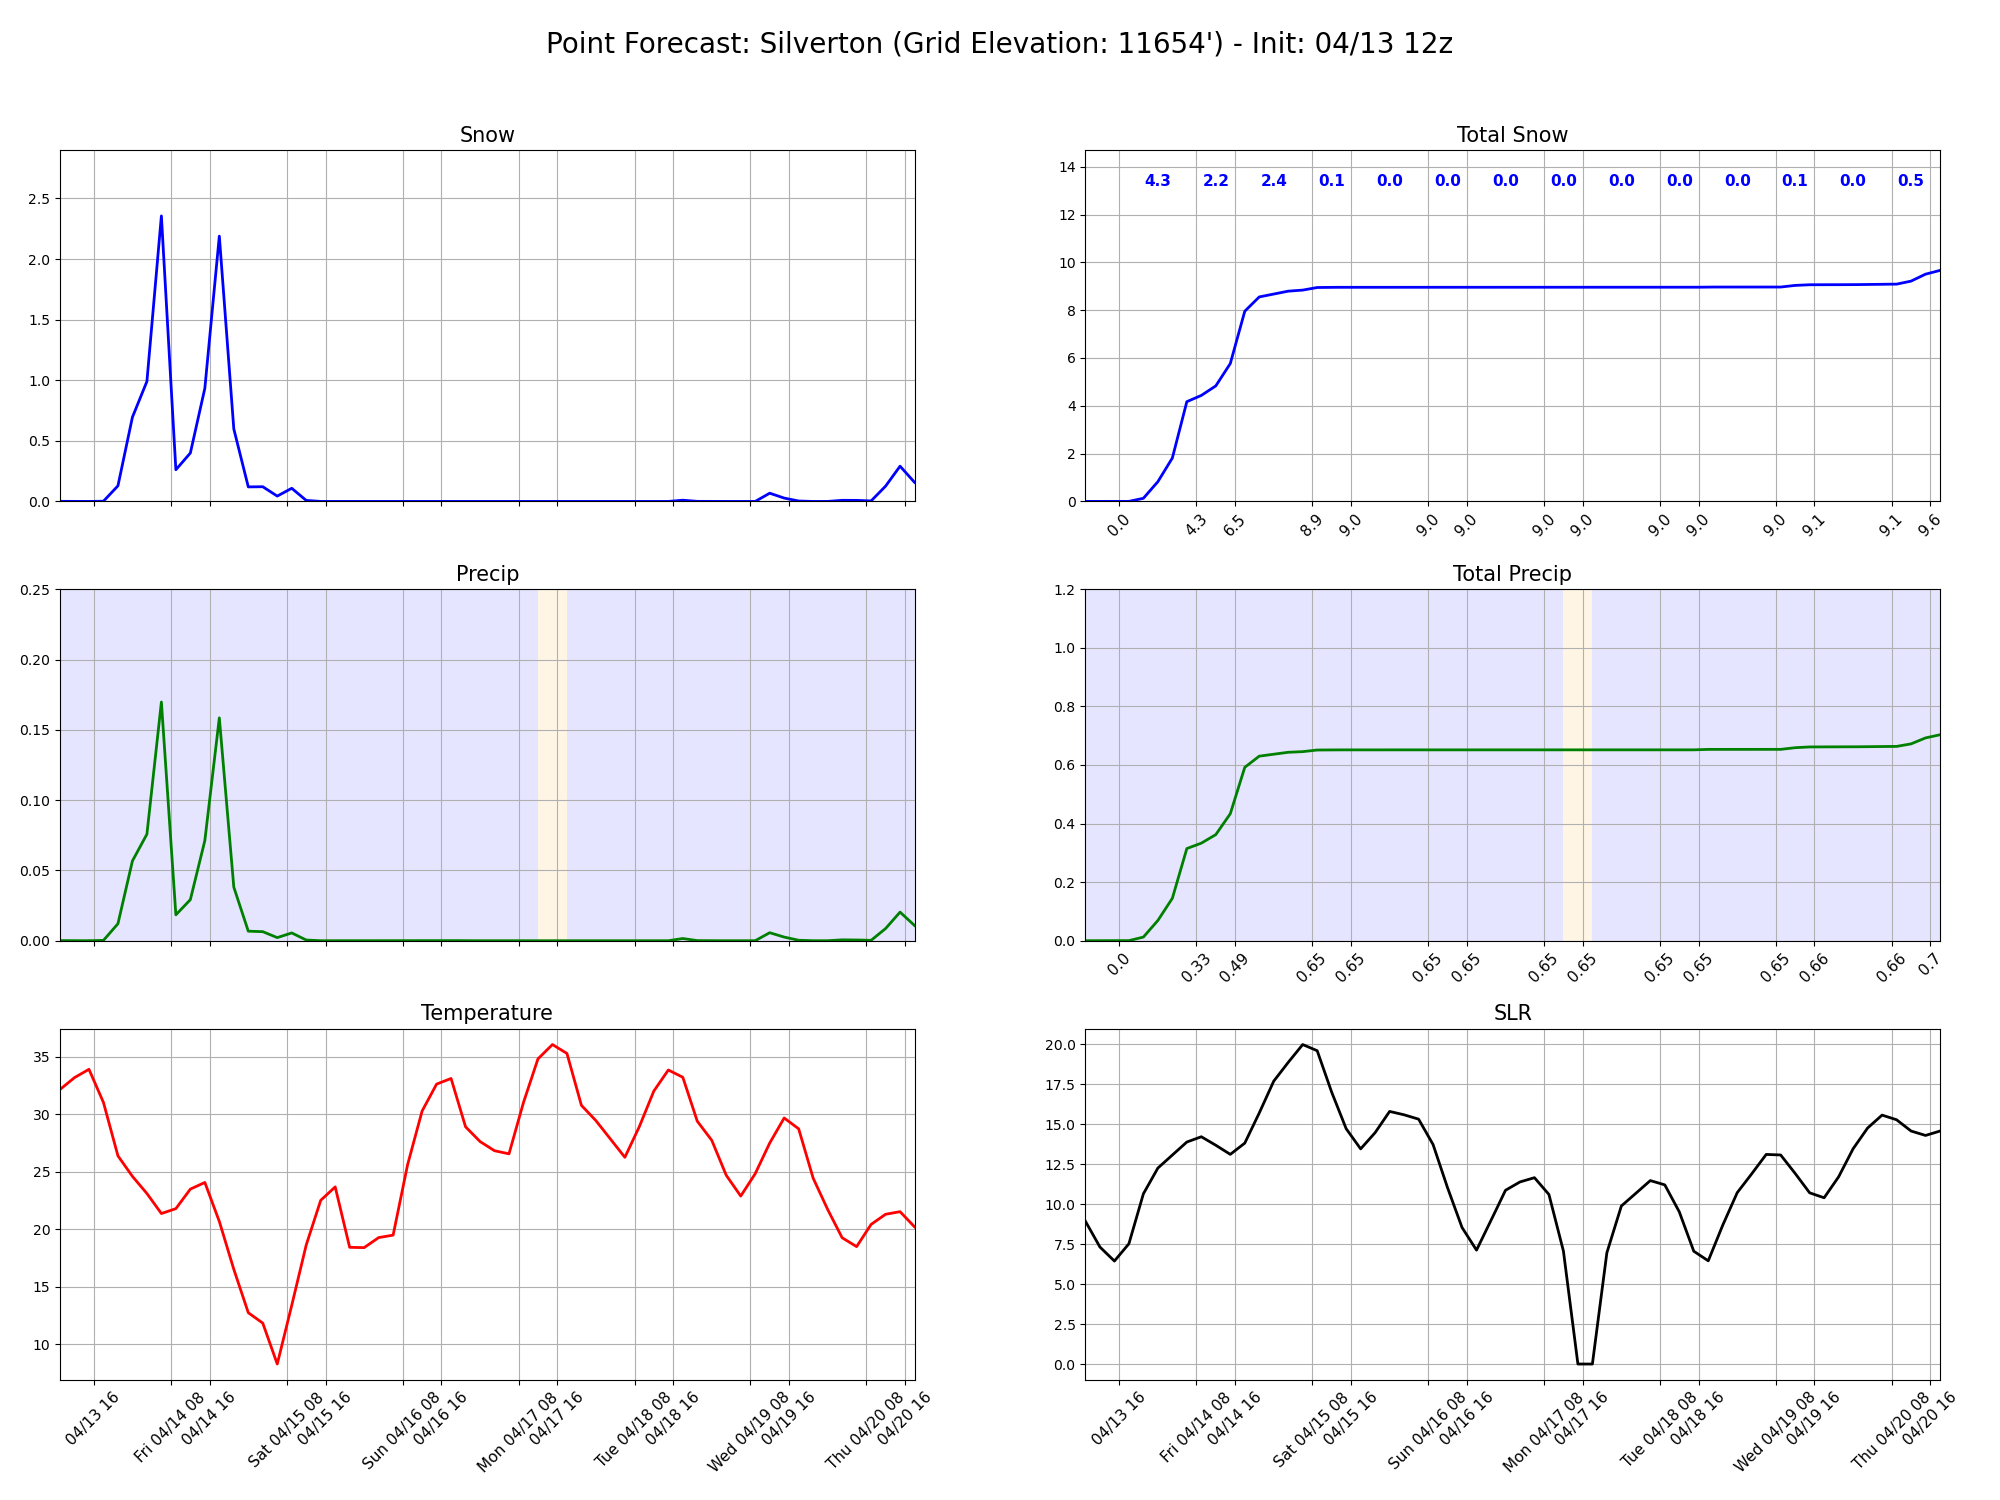 Point Forecast: Silverton (Grid Elevation: 11654') - Init: 04/13 12z
Snow
2.5
2.0
1.5
1.0
0.5
0.0
Total Snow
14
12
10
8
6
4
2
0
4.3 2.2 2.4 0.1 0.0 0.0 0.0 0.0 0.0 0.0 0.0 0.1 0.0 0.5
0.0 4.3 6.5 8.9 9.0 9.0 9.0 9.0 9.0 9.0 9.0 9.0 9.1 9.1 9.6
Precip
0.25
0.20
0.15
0.10
0.05
0.00
Total Precip
1.2
1.0
0.8
0.6
0.4
0.2
0.0
0.0 0.33 0.49 0.65 0.65 0.65 0.65 0.65 0.65 0.65 0.65 0.65 0.66 0.66 0.7
Temperature
35
30
25
20
15
10
04/13 16
Fri 04/14 08
04/14 16
Sat 04/15 08
04/15 16
Sun 04/16 08
04/16 16
Mon 04/17 08
04/17 16
Tue 04/18 08
04/18 16
Wed 04/19 08
04/19 16
Thu 04/20 08
04/20 16
SLR
20.0
17.5
15.0
12.5
10.0
7.5
5.0
2.5
0.0
04/13 16
Fri 04/14 08
04/14 16
Sat 04/15 08
04/15 16
Sun 04/16 08
04/16 16
Mon 04/17 08
04/17 16
Tue 04/18 08
04/18 16
Wed 04/19 08
04/19 16
Thu 04/20 08
04/20 16